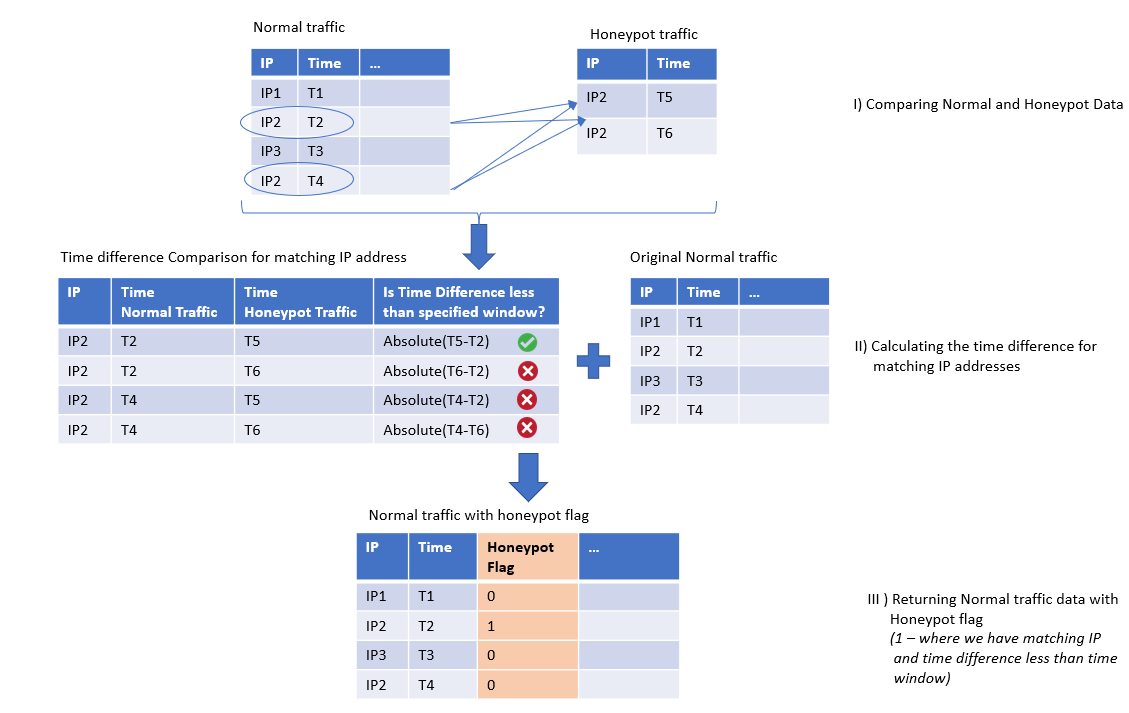 Normal traffic
Honeypot traffic
IP Time ...
IP1 T1
IP2 T2
IP3 T3
IP2 T4
IP Time
IP2 T5
IP2 T6
I) Comparing Normal and Honeypot Data
Time difference Comparison for matching IP address
IP Time Normal Traffic Time Honeypot Traffic Is Time Difference less than specified window?
IP2 T2 T5 Absolute(T5-T2)
IP2 T2 T6 Absolute(T6-T2)
IP2 T4 T5 Absolute(T4-T2)
IP2 T4 T6 Absolute(T4-T6)
Original Normal traffic
IP Time ...
IP1 T1
IP2 T2
IP3 T3
IP2 T4
II) Calculating the time difference for
matching IP addresses
Normal traffic with honeypot flag
IP Time Honeypot Flag ...
IP1 T1 0
IP2 T2 1
IP3 T3 0
IP2 T4 0
III ) Returning Normal traffic data with
Honeypot flag
(1 – where we have matching IP
and time difference less than time
window)